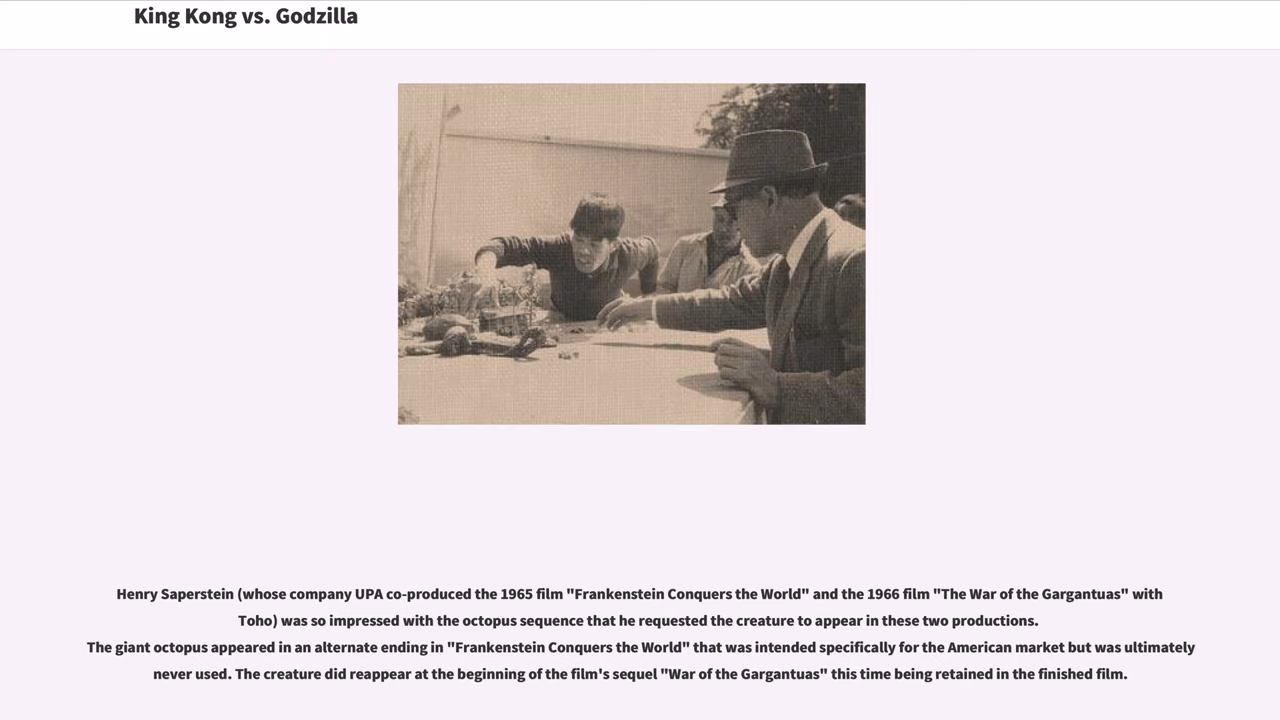 King Kong vs. Godzilla
Henry Saperstein (whose company UPA co-produced the 1965 film "Frankenstein Conquers the World" and the 1966 film "The War of the Gargantuas" with
Toho) was so impressed with the octopus sequence that he requested the creature to appear in these two productions.
The giant octopus appeared in an alternate ending in "Frankenstein Conquers the World" that was intended specifically for the American market but was ultimately
never used. The creature did reappear at the beginning of the film's sequel "War of the Gargantuas" this time being retained in the finished film.